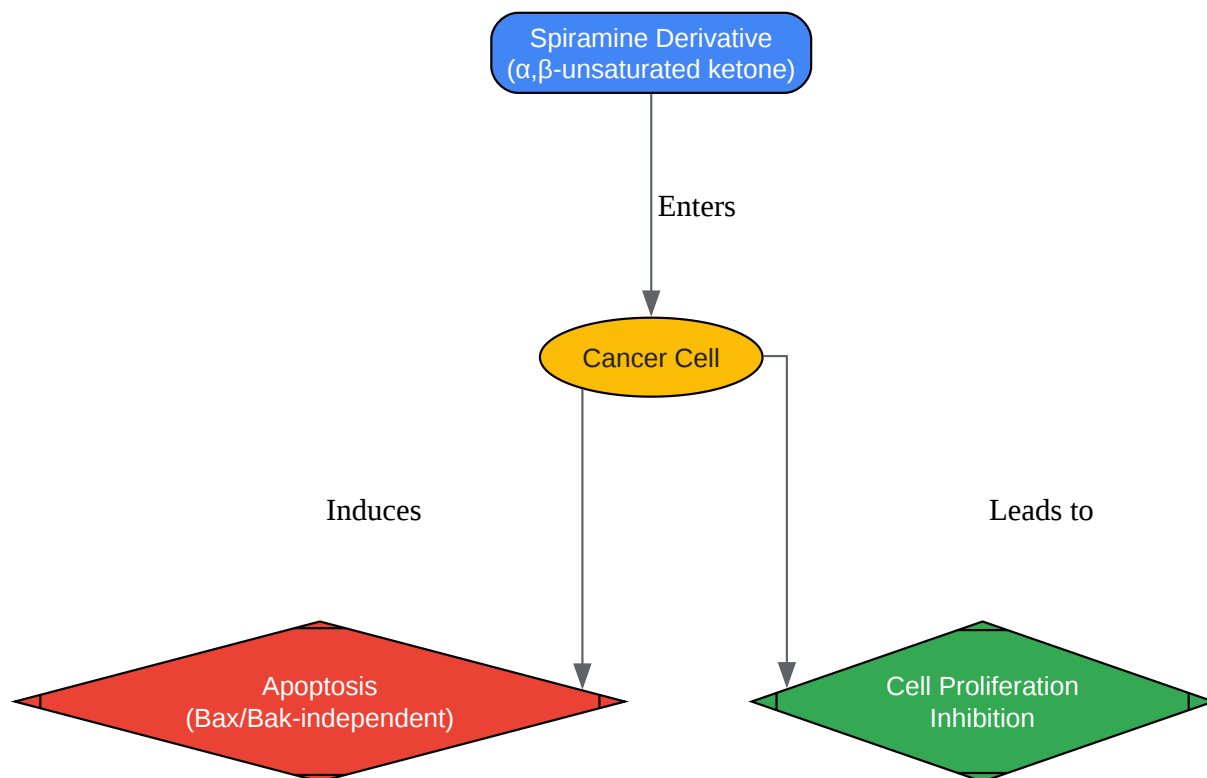 Spiramine Derivative
(α,β-unsaturated ketone)
Enters
Cancer Cell
Induces
Leads to
Apoptosis
(Bax/Bak-independent)
Cell Proliferation
Inhibition